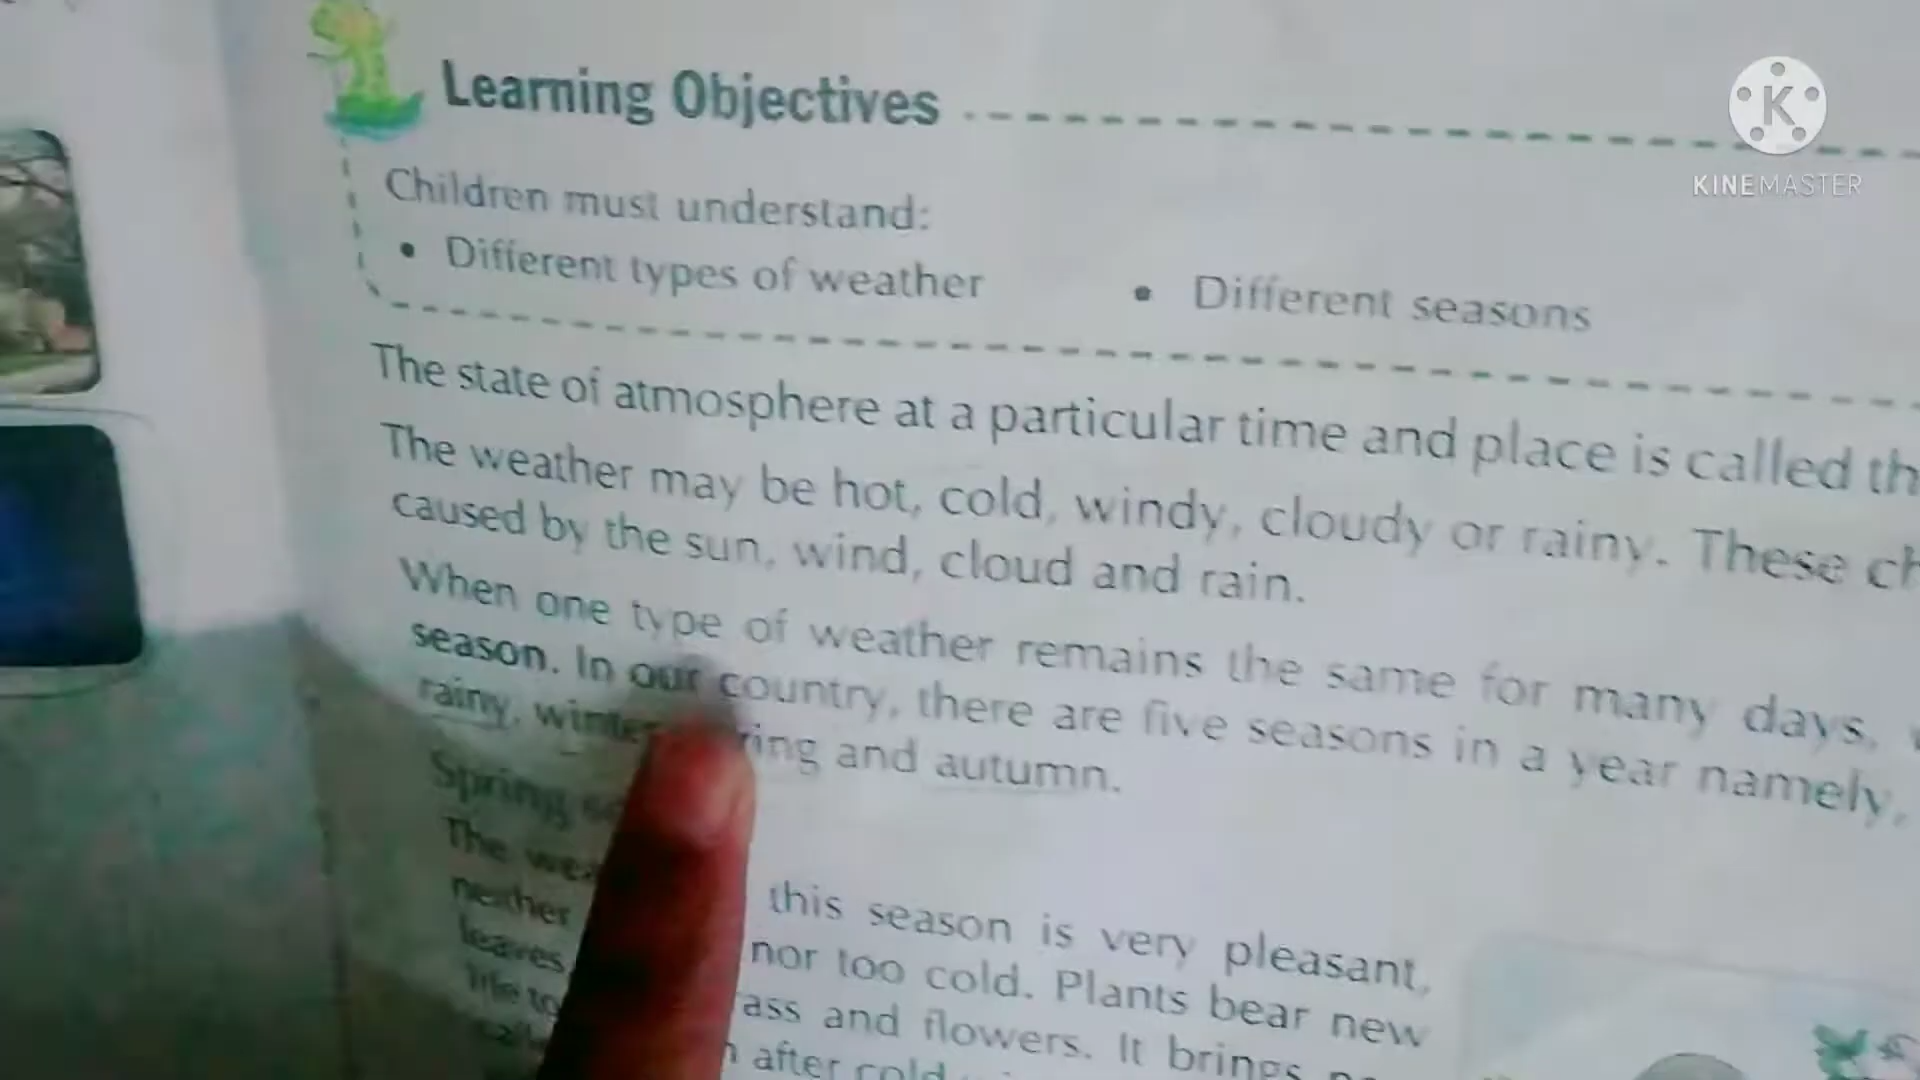 Learning Objectives
K
KINEMASTER
Children must understand:
• Different types of weather
• Different seasons
The state of atmosphere at a particular time and place is called th
The weather may be hot, cold, windy, cloudy or rainy. These ch
caused by the sun, wind, cloud and rain.
When one type of weather remains the same for many days,
season. In our country, there are five seasons in a year namely,
rainy, winter ring and autumn.
Spring
The this season is very pleasant,
neither nor too cold. Plants bear new
leaves, ass and flowers. It brings
life to after cold